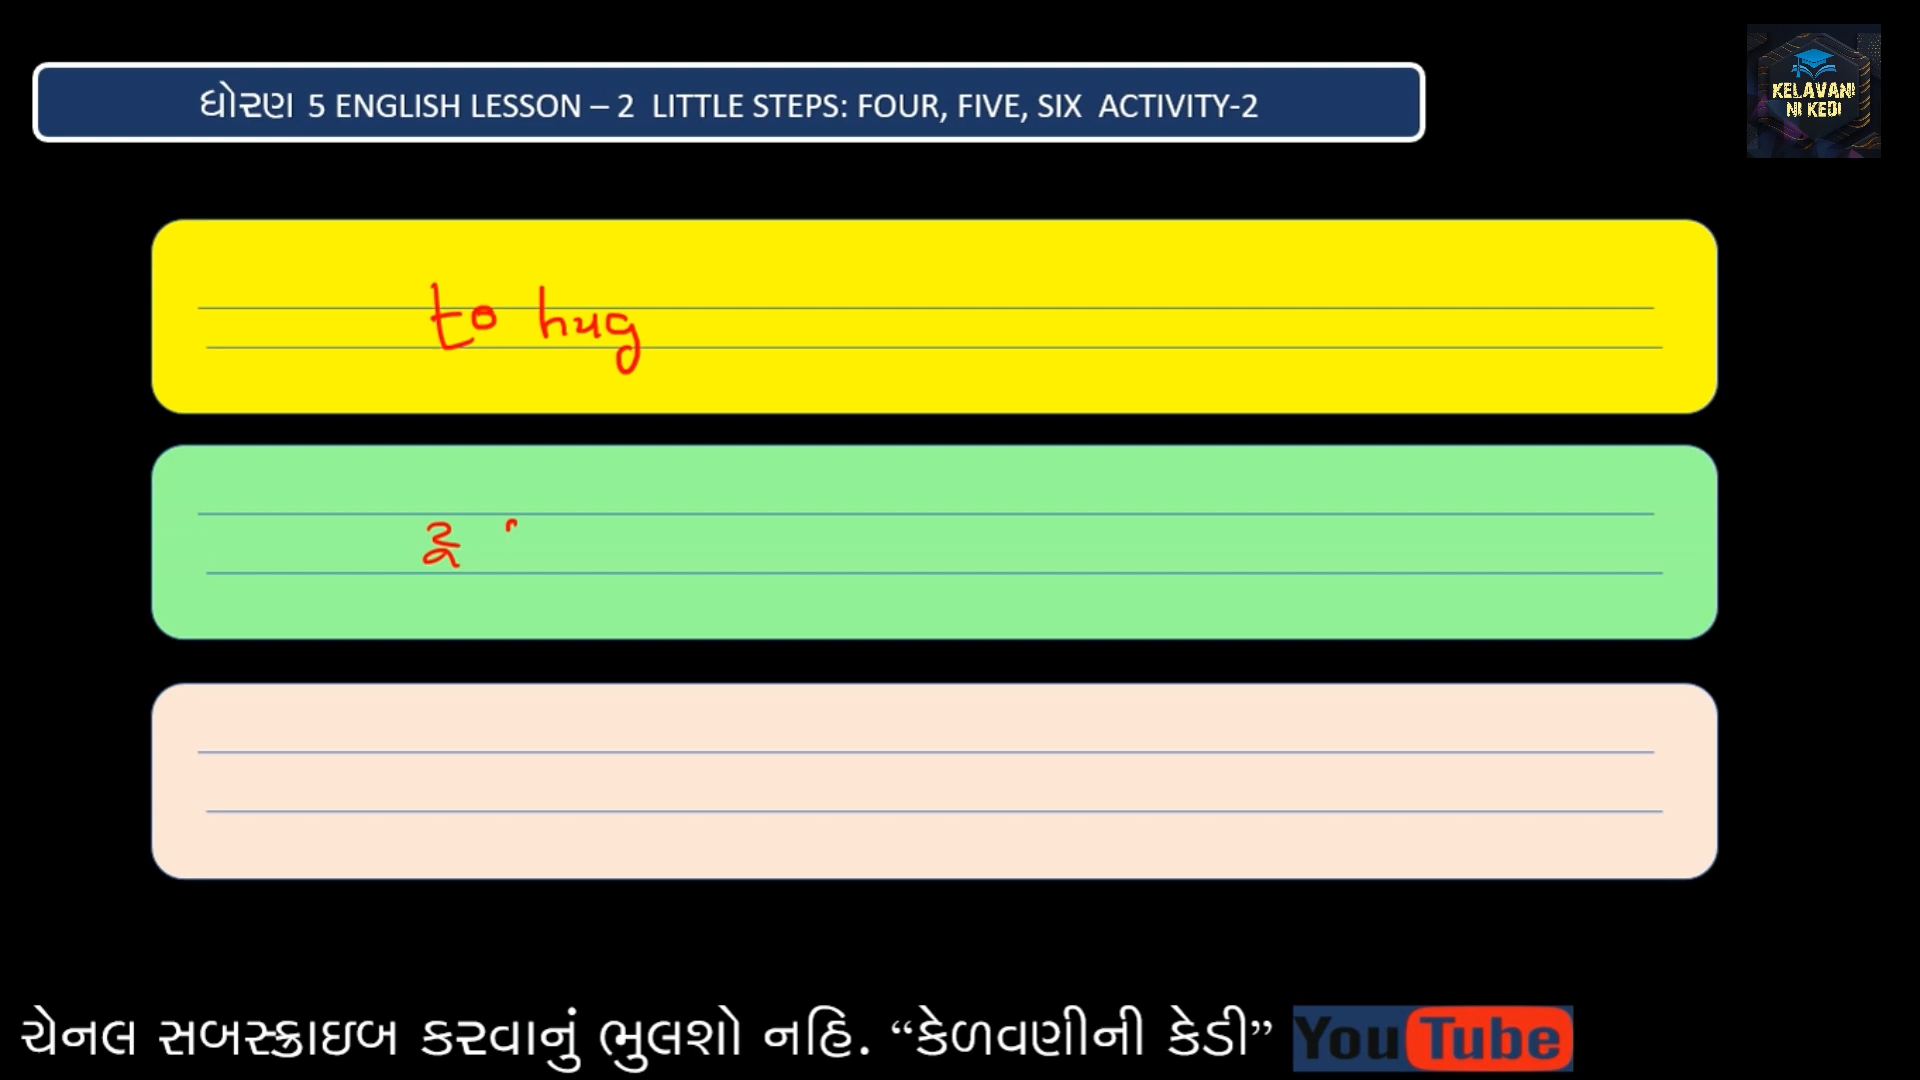 ધોરણ 5 ENGLISH LESSON – 2 LITTLE STEPS: FOUR, FIVE, SIX ACTIVITY-2
KELAVANI
NI KEDI
to hug
ચેનલ સબસ્ક્રાઇબ કરવાનું ભુલશો નહિ. “કેળવણીની કેડી” YouTube